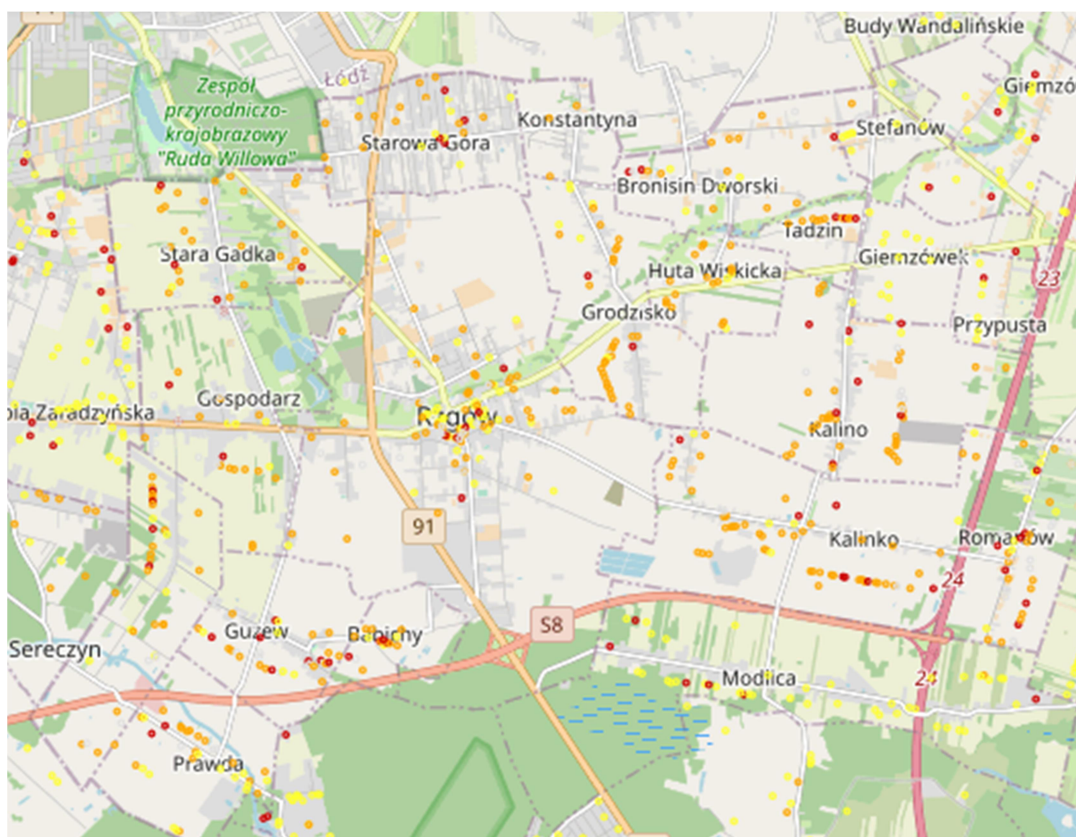 Budy Wandalińskie
Łódź
Zespół
przyrodniczo-
krajobrazowy
"Ruda Willowa"
Starowa Góra
Konstantyna
Stefanów
Bronisin Dworski
Tadzin
Stara Gadka
Huta Wiskicka
Giemzówek
23
Grodzisko
Przypusta
Gospodarz
Zaradzyńska
Rzgów
Kalino
91
Kalinko
Romanów
24
S8
Guzew
Babichy
Sereczyn
Modlica
24
Prawda